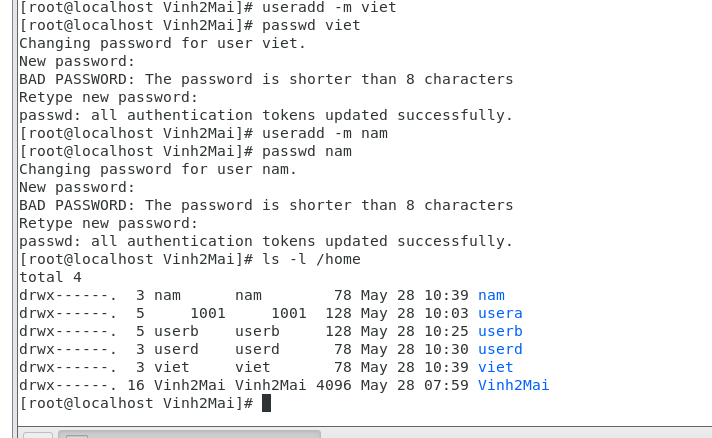 [root@localhost Vinh2Mai]# useradd -m viet
[root@localhost Vinh2Mai]# passwd viet
Changing password for user viet.
New password:
BAD PASSWORD: The password is shorter than 8 characters
Retype new password:
passwd: all authentication tokens updated successfully.
[root@localhost Vinh2Mai]# useradd -m nam
[root@localhost Vinh2Mai]# passwd nam
Changing password for user nam.
New password:
BAD PASSWORD: The password is shorter than 8 characters
Retype new password:
passwd: all authentication tokens updated successfully.
[root@localhost Vinh2Mai]# ls -l /home
total 4
drwx------.  3 nam      nam        78 May 28 10:39 nam
drwx------.  5     1001     1001  128 May 28 10:03 usera
drwx------.  5 userb    userb     128 May 28 10:25 userb
drwx------.  3 userd    userd      78 May 28 10:30 userd
drwx------.  3 viet     viet       78 May 28 10:39 viet
drwx------. 16 Vinh2Mai Vinh2Mai 4096 May 28 07:59 Vinh2Mai
[root@localhost Vinh2Mai]#